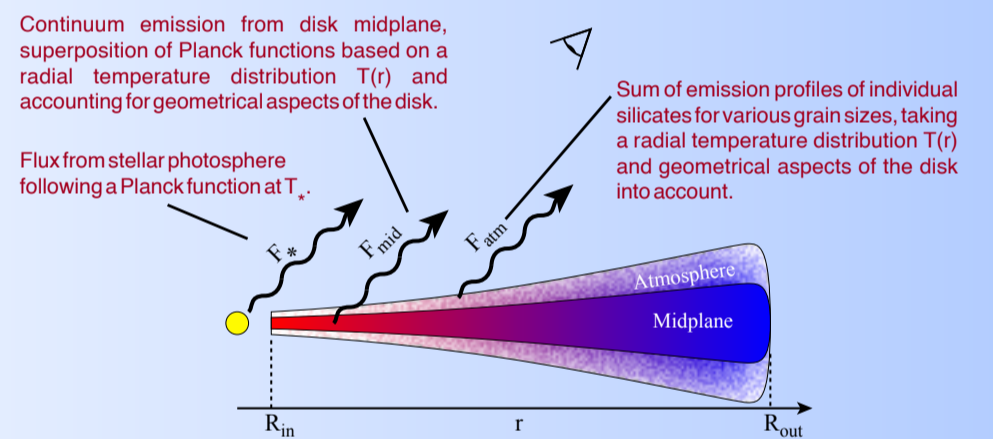 Continuum emission from disk midplane,
superposition of Planck functions based on a
radial temperature distribution T(r) and
accounting for geometrical aspects of the disk.
Flux from stellar photosphere
following a Planck function at T*.
Sum of emission profiles of individual
silicates for various grain sizes, taking
a radial temperature distribution T(r)
and geometrical aspects of the disk
into account.
F*
Fmid
Fatm
Atmosphere
Midplane
Rin
r
Rout